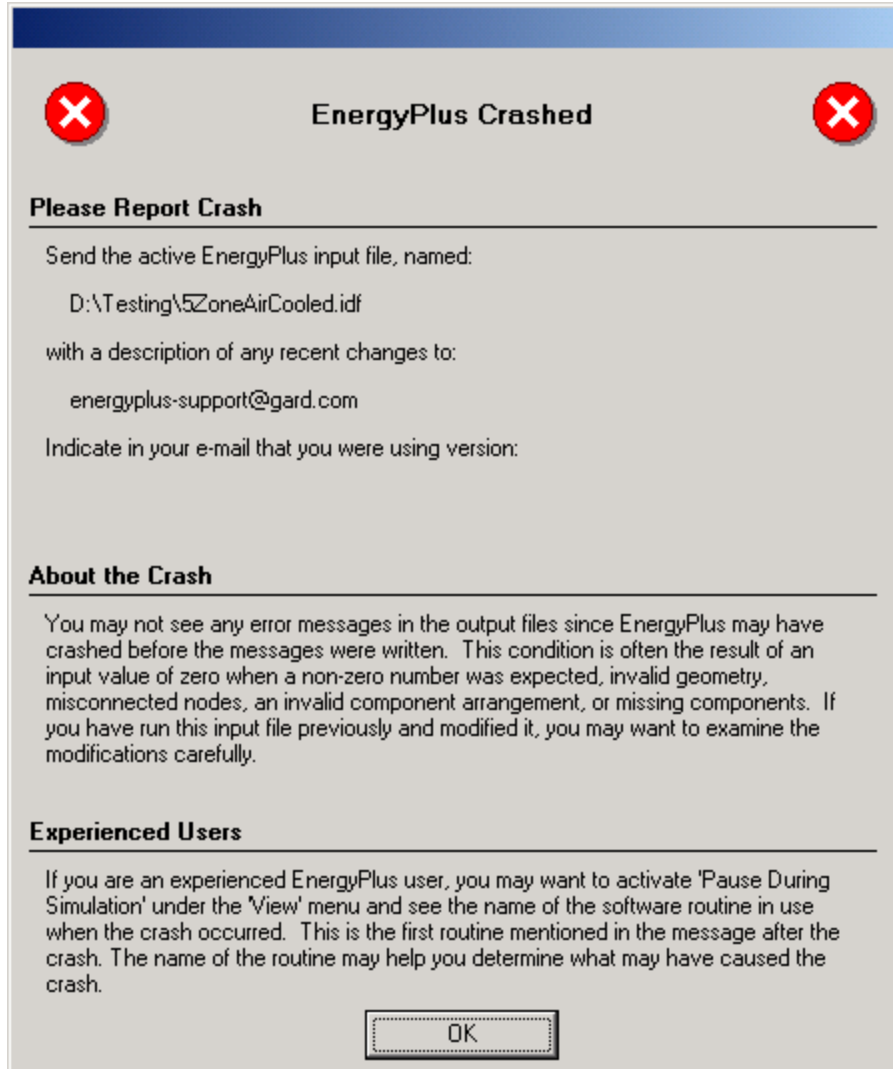 EnergyPlus Crashed
Please Report Crash
Send the active EnergyPlus input file, named:
D:\Testing\5ZoneAirCooled.idf
with a description of any recent changes to:
energyplus-support@gard.com
Indicate in your e-mail that you were using version:
About the Crash
You may not see any error messages in the output files since EnergyPlus may have
crashed before the messages were written.  This condition is often the result of an
input value of zero when a non-zero number was expected, invalid geometry,
misconnected nodes, an invalid component arrangement, or missing components.  If
you have run this input file previously and modified it, you may want to examine the
modifications carefully.
Experienced Users
If you are an experienced EnergyPlus user, you may want to activate 'Pause During
Simulation' under the 'View' menu and see the name of the software routine in use
when the crash occurred.  This is the first routine mentioned in the message after the
crash. The name of the routine may help you determine what may have caused the
crash.
OK